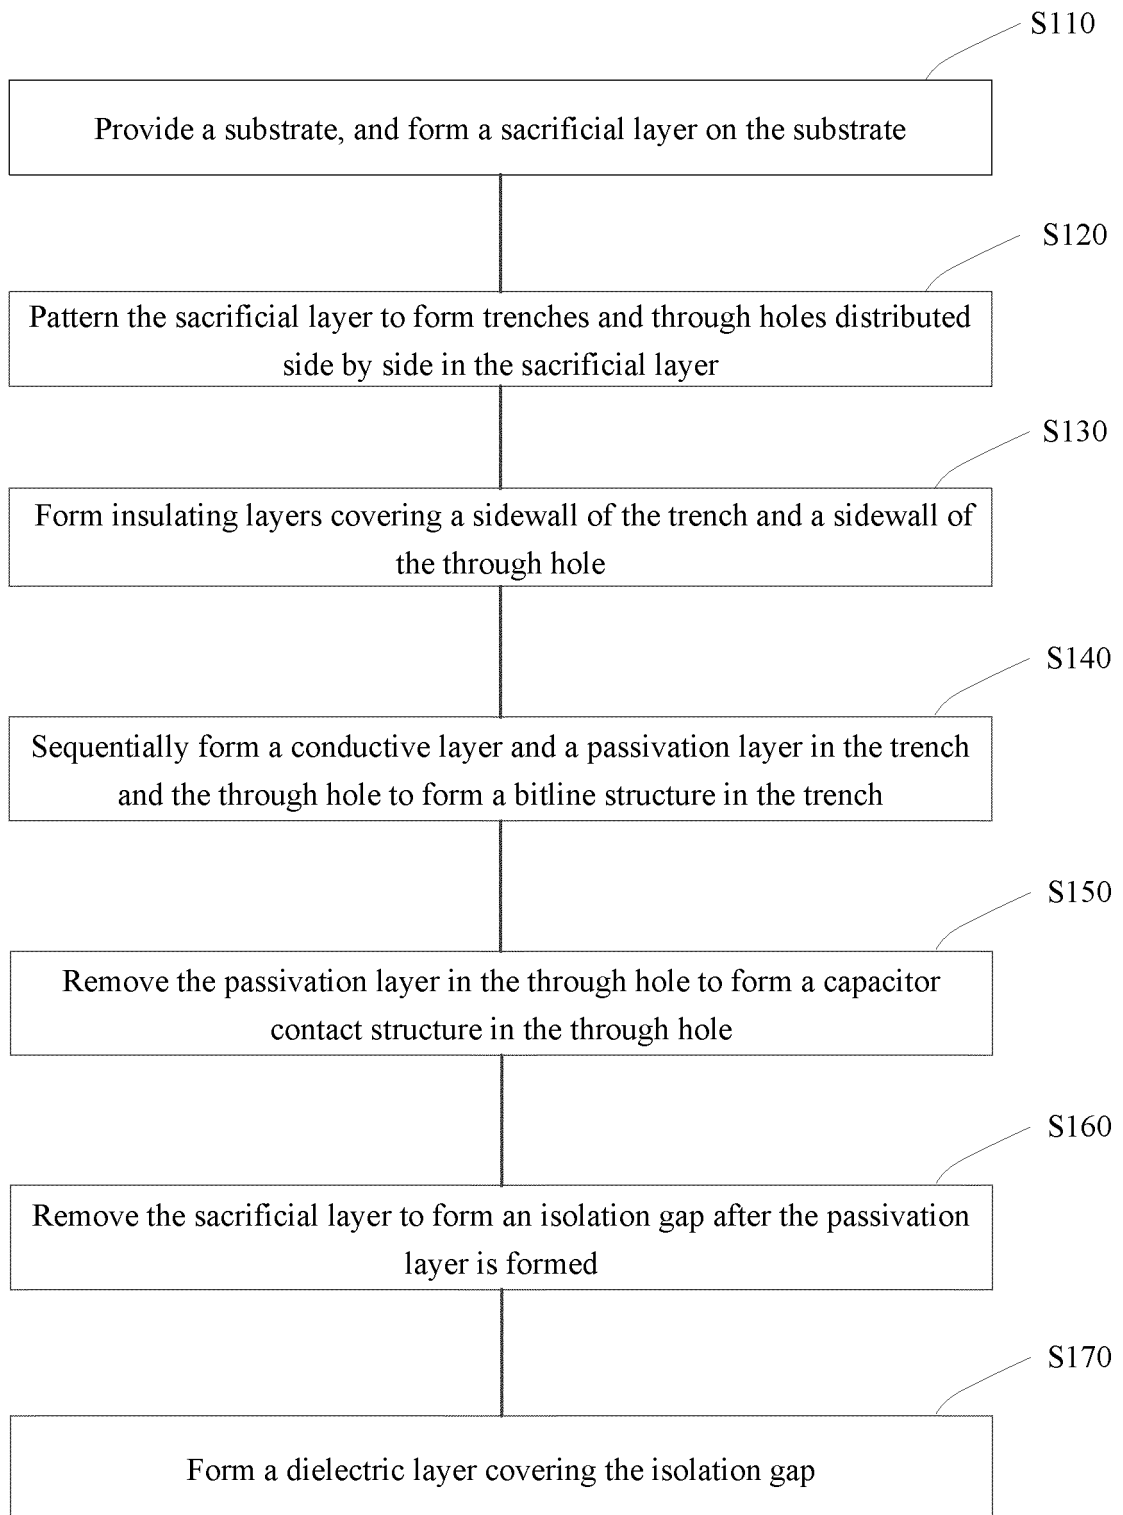 S110
Provide a substrate, and form a sacrificial layer on the substrate
S120
Pattern the sacrificial layer to form trenches and through holes distributed
side by side in the sacrificial layer
S130
Form insulating layers covering a sidewall of the trench and a sidewall of
the through hole
S140
Sequentially form a conductive layer and a passivation layer in the trench
and the through hole to form a bitline structure in the trench
S150
Remove the passivation layer in the through hole to form a capacitor
contact structure in the through hole
S160
Remove the sacrificial layer to form an isolation gap after the passivation
layer is formed
S170
Form a dielectric layer covering the isolation gap